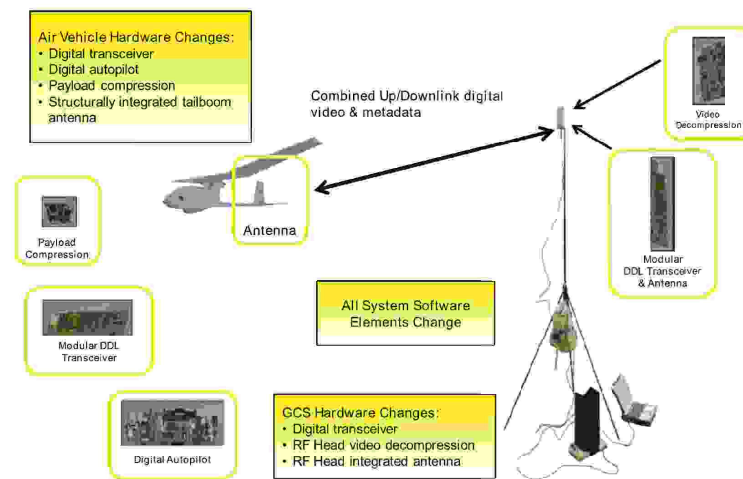 Air Vehicle Hardware Changes:
• Digital transceiver
• Digital autopilot
• Payload compression
• Structurally integrated tailboom
antenna
Combined Up/Downlink digital
video & metadata
Video
Decompression
Antenna
Payload
Compression
Modular
DDL Transceiver
& Antenna
All System Software
Elements Change
Modular DDL
Transceiver
GCS Hardware Changes:
• Digital transceiver
• RF Head video decompression
• RF Head integrated antenna
Digital Autopilot